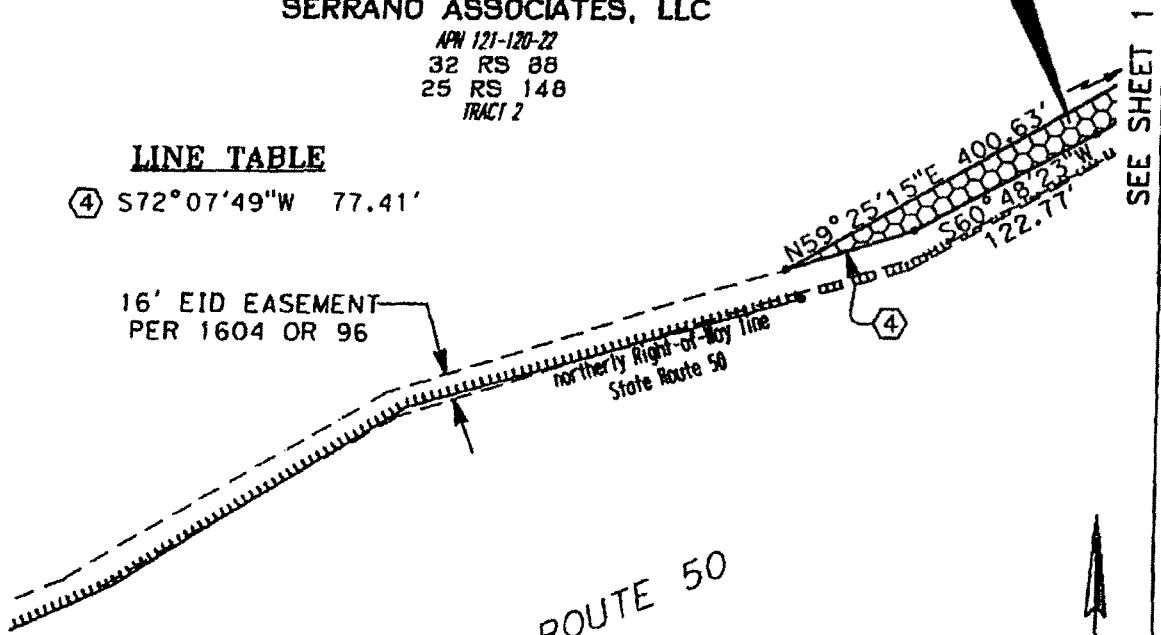 SERRANO ASSOCIATES, LLC
APN 121-120-22
32 RS 88
25 RS 148
TRACT 2
LINE TABLE
4 S72°07'49"W 77.41'
16' EID EASEMENT
PER 1604 OR 96
N59°25'15"E 400.63'
S60°48'23"W
122.77'
4
northerly Right-of-Way line
State Route 50
ROUTE 50
SEE SHEET 1